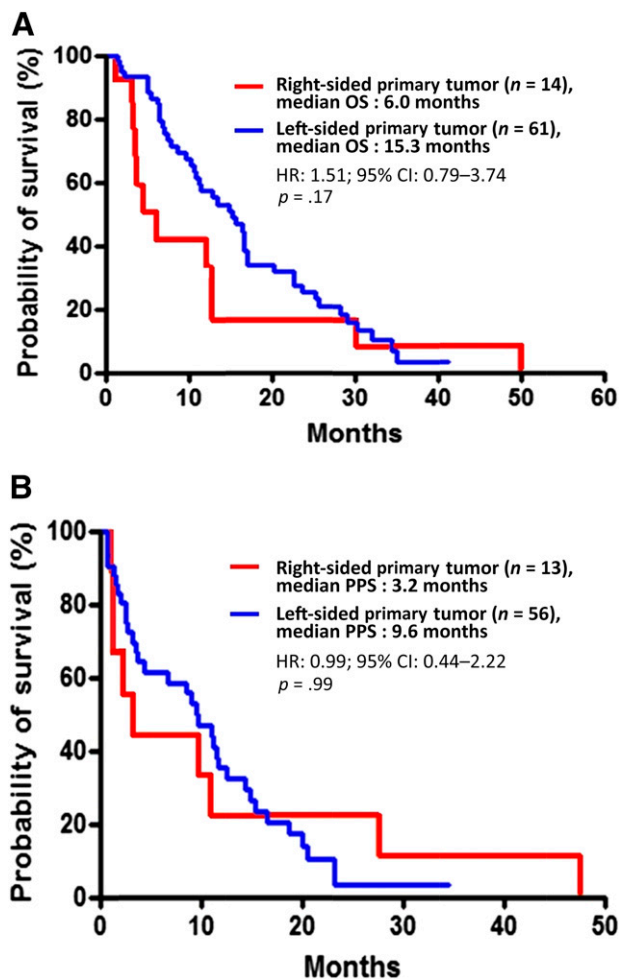 A
Probability of survival (%)
100
80
60
40
20
0
Right-sided primary tumor (n = 14),
median OS : 6.0 months
Left-sided primary tumor (n = 61),
median OS : 15.3 months
HR: 1.51; 95% CI: 0.79–3.74
p = .17
0 10 20 30 40 50 60
Months
B
Probability of survival (%)
100
80
60
40
20
0
Right-sided primary tumor (n = 13),
median PPS : 3.2 months
Left-sided primary tumor (n = 56),
median PPS : 9.6 months
HR: 0.99; 95% CI: 0.44–2.22
p = .99
0 10 20 30 40 50
Months